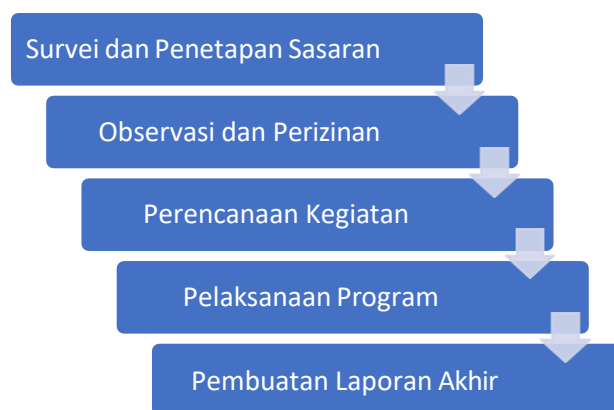 Survei dan Penetapan Sasaran
Observasi dan Perizinan
Perencanaan Kegiatan
Pelaksanaan Program
Pembuatan Laporan Akhir